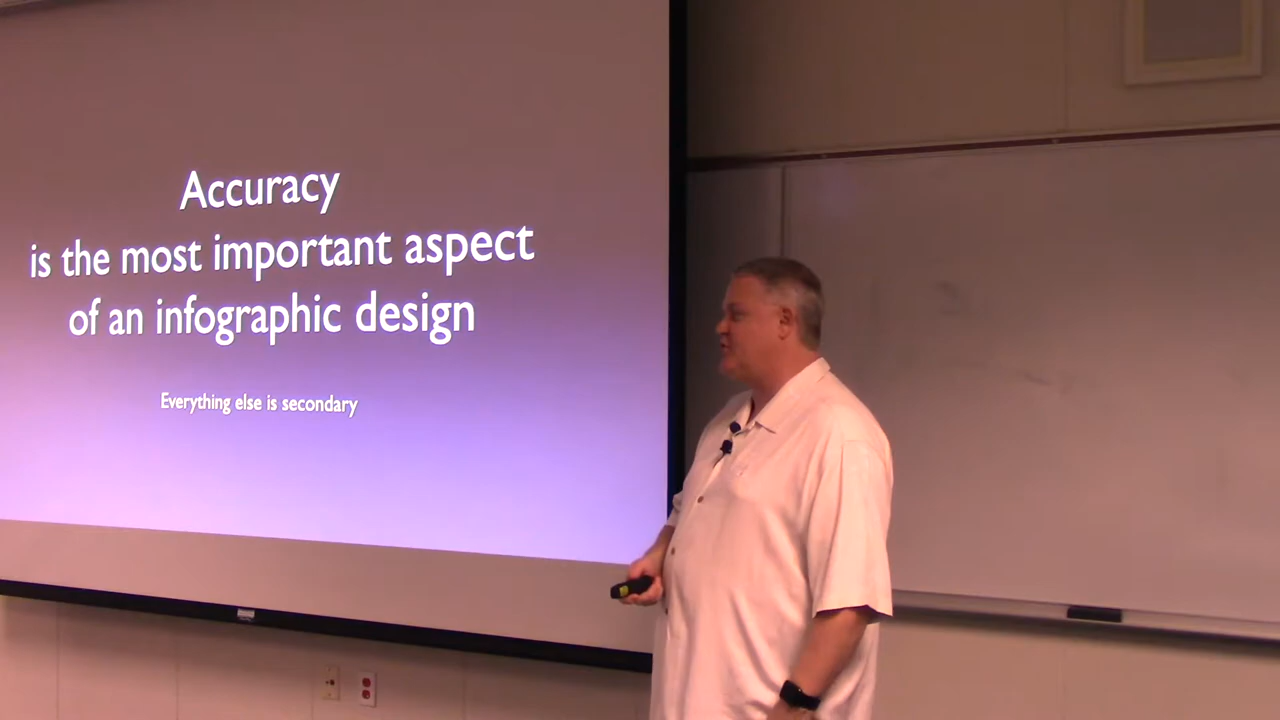 Accuracy
is the most important aspect
of an infographic design
Everything else is secondary